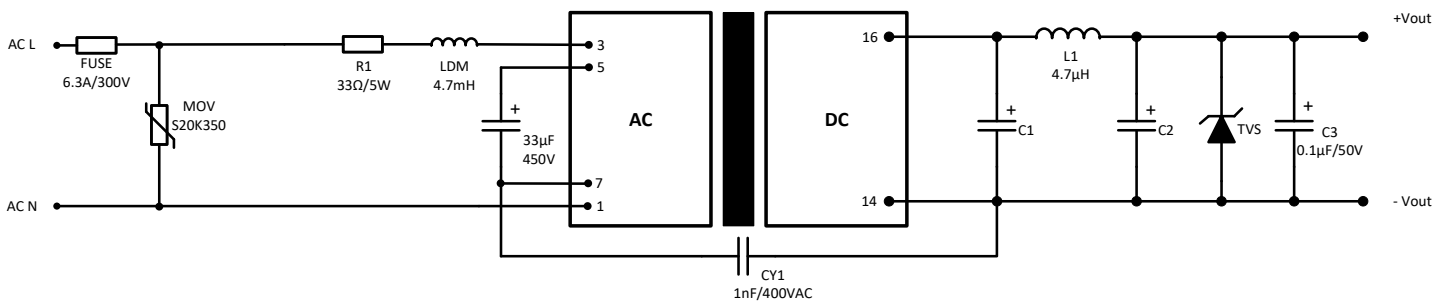 AC L
FUSE
6.3A/300V
MOV
S20K350
AC N
R1
33Ω/5W
LDM
4.7mH
33µF
450V
+
3
5
7
1
AC
DC
16
14
CY1
1nF/400VAC
+
C1
L1
4.7µH
+
C2
TVS
+
C3
0.1µF/50V
+Vout
- Vout